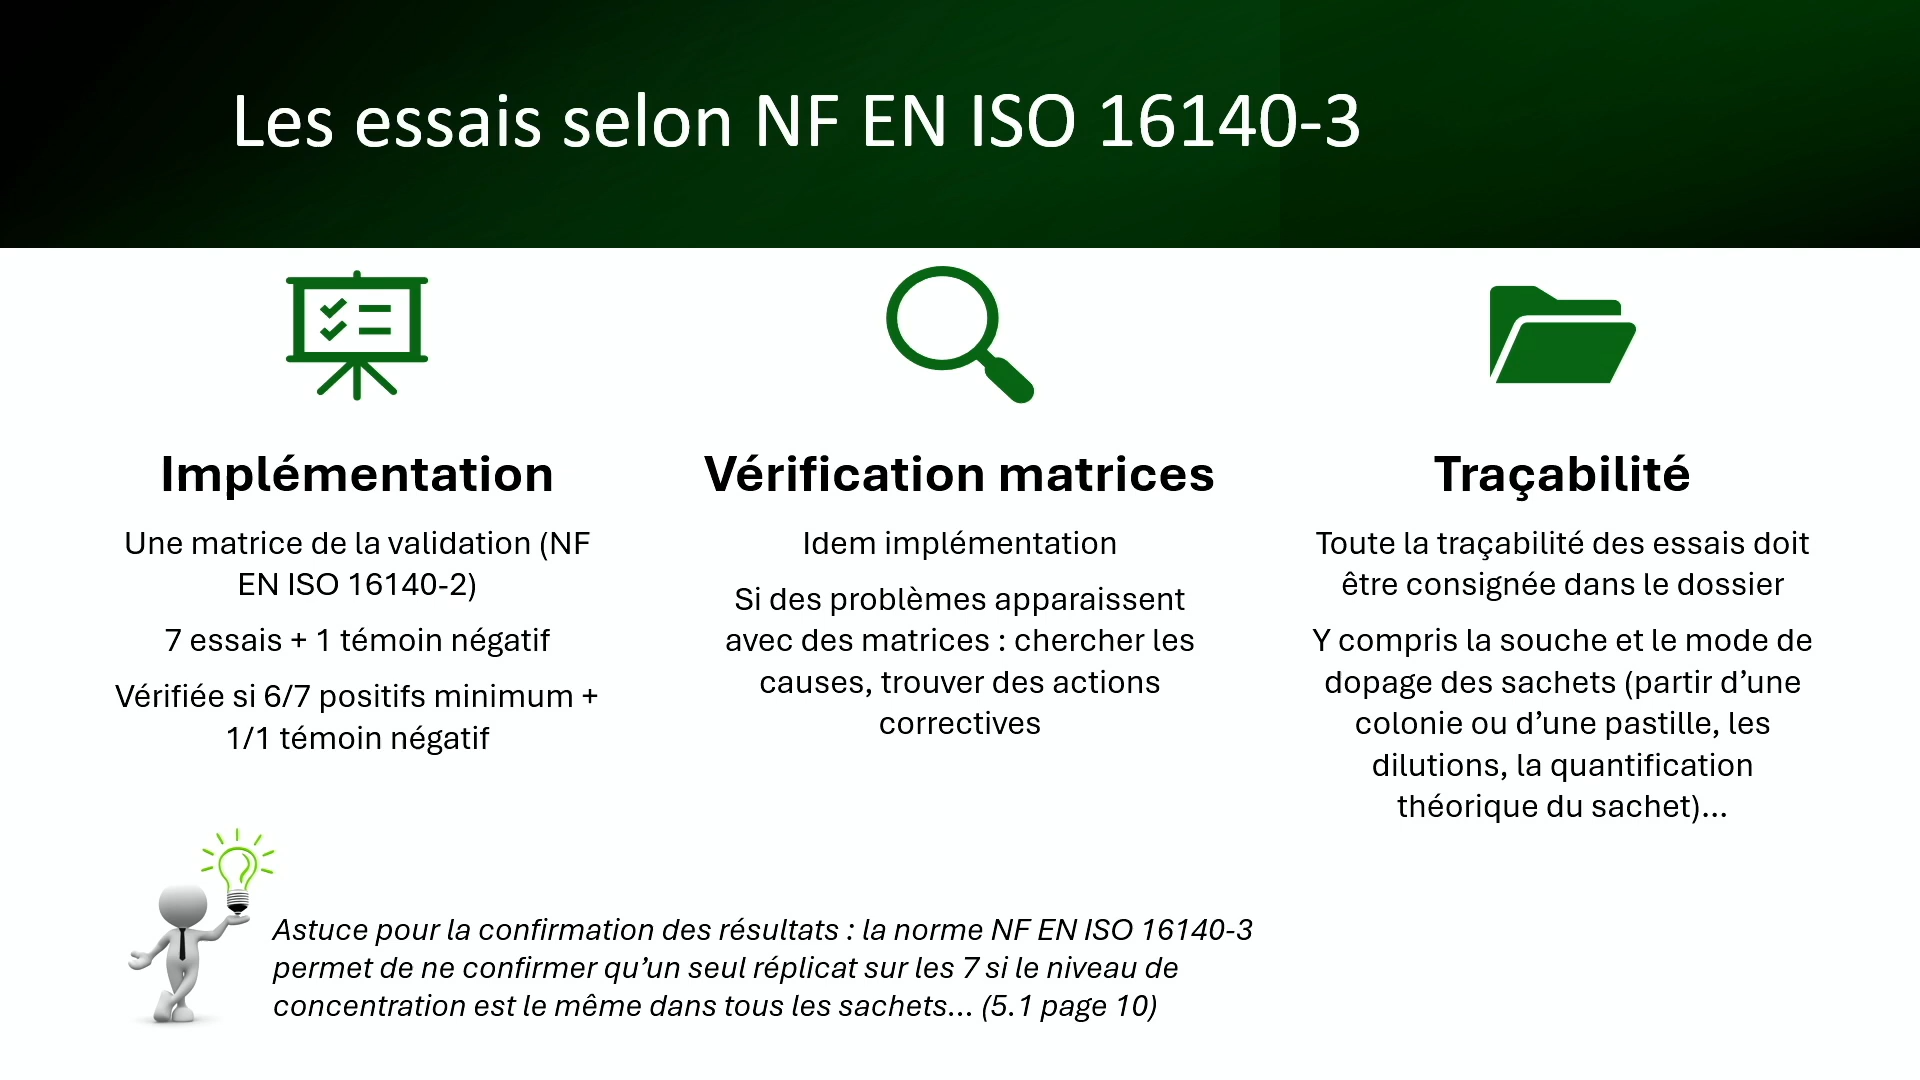 Les essais selon NF EN ISO 16140-3
Implémentation
Une matrice de la validation (NF
EN ISO 16140-2)
7 essais + 1 témoin négatif
Vérifiée si 6/7 positifs minimum +
1/1 témoin négatif
Vérification matrices
Idem implémentation
Si des problèmes apparaissent
avec des matrices : chercher les
causes, trouver des actions
correctives
Traçabilité
Toute la traçabilité des essais doit
être consignée dans le dossier
Y compris la souche et le mode de
dopage des sachets (partir d’une
colonie ou d’une pastille, les
dilutions, la quantification
théorique du sachet)…
Astuce pour la confirmation des résultats : la norme NF EN ISO 16140-3
permet de ne confirmer qu’un seul réplicat sur les 7 si le niveau de
concentration est le même dans tous les sachets… (5.1 page 10)